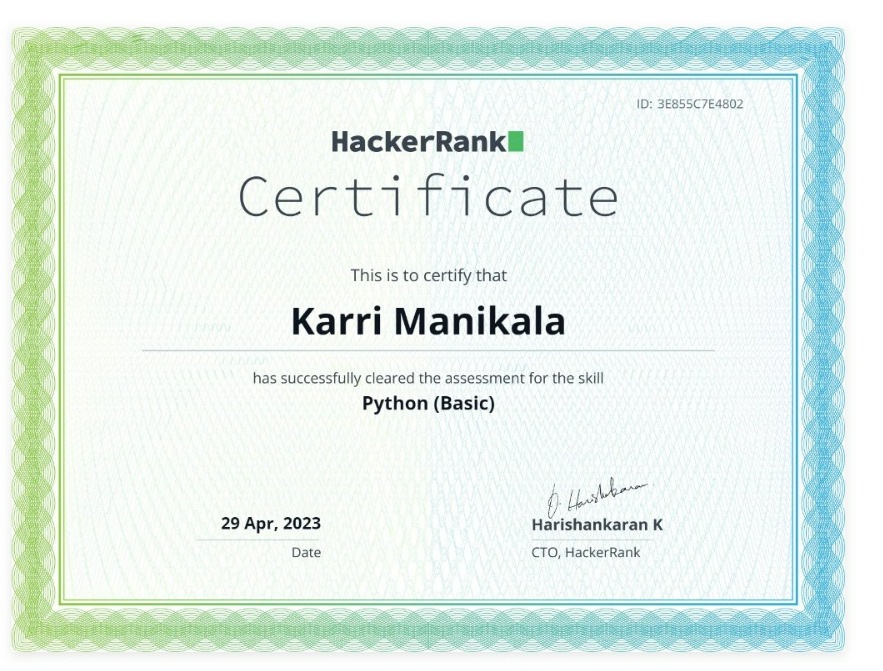 ID: 3E855C7E4802
HackerRank
Certificate
This is to certify that
Karri Manikala
has successfully cleared the assessment for the skill
Python (Basic)
29 Apr, 2023
Date
Harishankaran
Harishankaran K
CTO, HackerRank